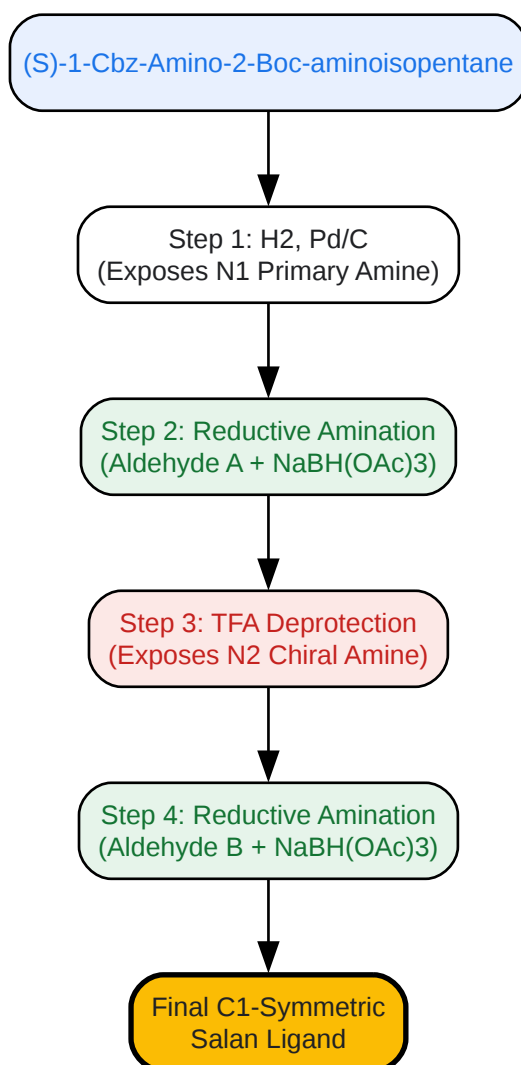 (S)-1-Cbz-Amino-2-Boc-aminoisopentane
Step 1: H2, Pd/C
(Exposes N1 Primary Amine)
Step 2: Reductive Amination
(Aldehyde A + NaBH(OAc)3)
Step 3: TFA Deprotection
(Exposes N2 Chiral Amine)
Step 4: Reductive Amination
(Aldehyde B + NaBH(OAc)3)
Final C1-Symmetric
Salan Ligand